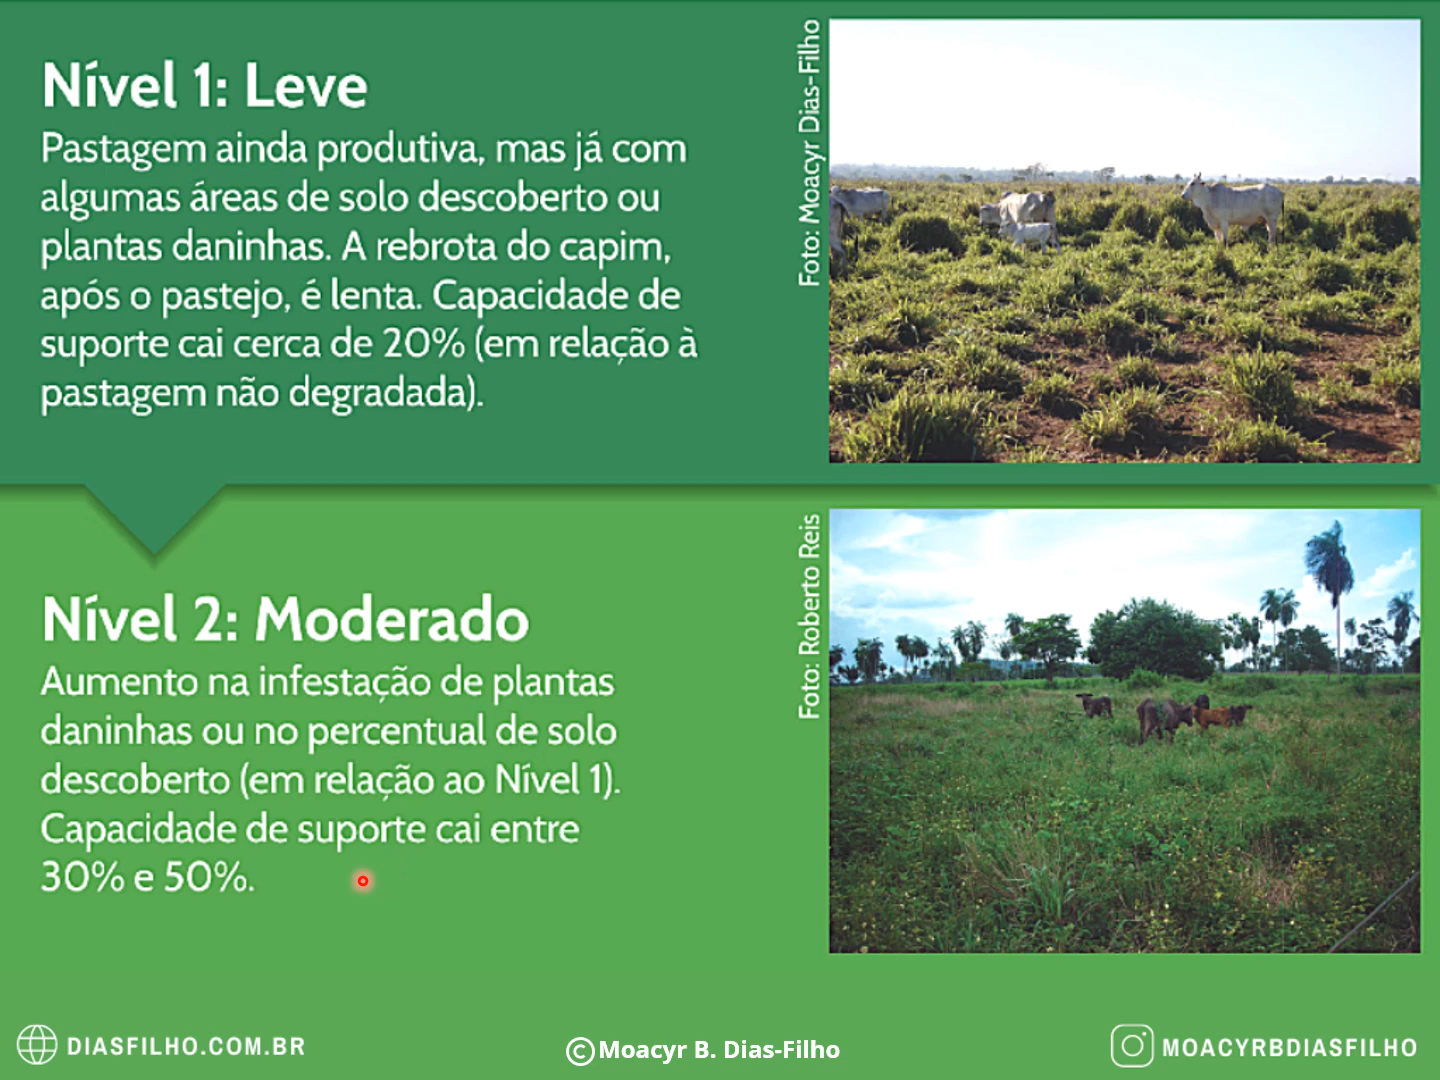 Nível 1: Leve
Pastagem ainda produtiva, mas já com
algumas áreas de solo descoberto ou
plantas daninhas. A rebrota do capim,
após o pastejo, é lenta. Capacidade de
suporte cai cerca de 20% (em relação à
pastagem não degradada).
Foto: Moacyr Dias-Filho
Nível 2: Moderado
Aumento na infestação de plantas
daninhas ou no percentual de solo
descoberto (em relação ao Nível 1).
Capacidade de suporte cai entre
30% e 50%.
Foto: Roberto Reis
DIASFILHO.COM.BR
©Moacyr B. Dias-Filho
MOACYRBDIASFILHO